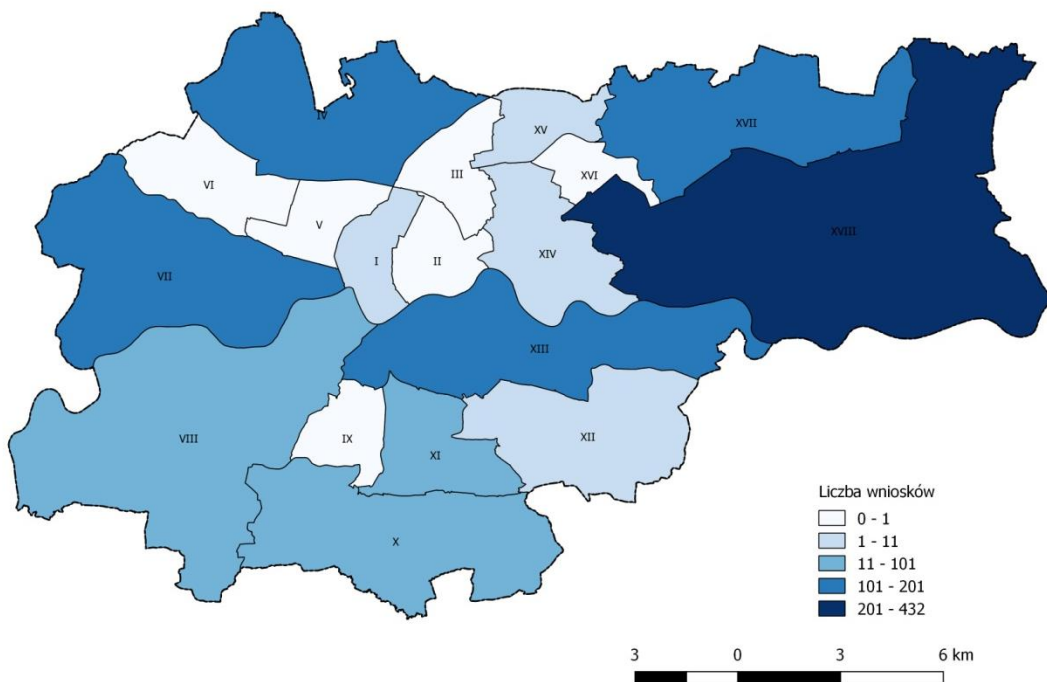 IV
XV
XVII
III
XVI
VI
V
XVIII
I
II
XIV
VII
XIII
VIII
IX
XII
XI
X
Liczba wniosków
0 - 1
1 - 11
11 - 101
101 - 201
201 - 432
3 0 3 6 km